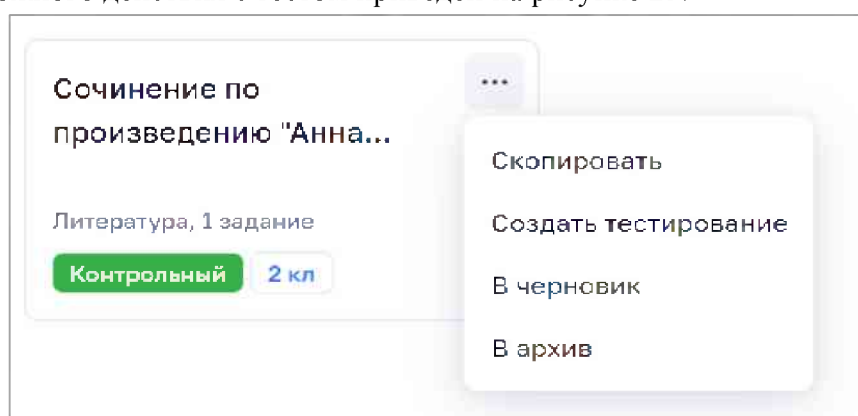 Сочинение по
произведению "Анна...
Литература, 1 задание
Контрольный 2 кл
Скопировать
Создать тестирование
В черновик
В архив